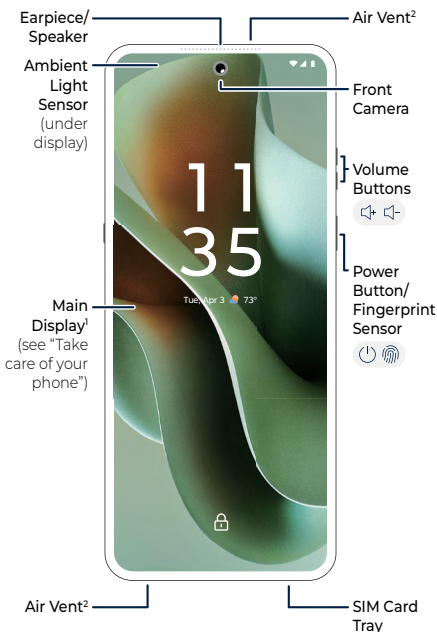 Earpiece/
Speaker
Air Vent²
Ambient
Light
Sensor
(under
display)
Front
Camera
11
35
Tue, Apr 3 73°
Volume
Buttons
Power
Button/
Fingerprint
Sensor
Main
Display¹
(see “Take
care of your
phone”)
Air Vent²
SIM Card
Tray